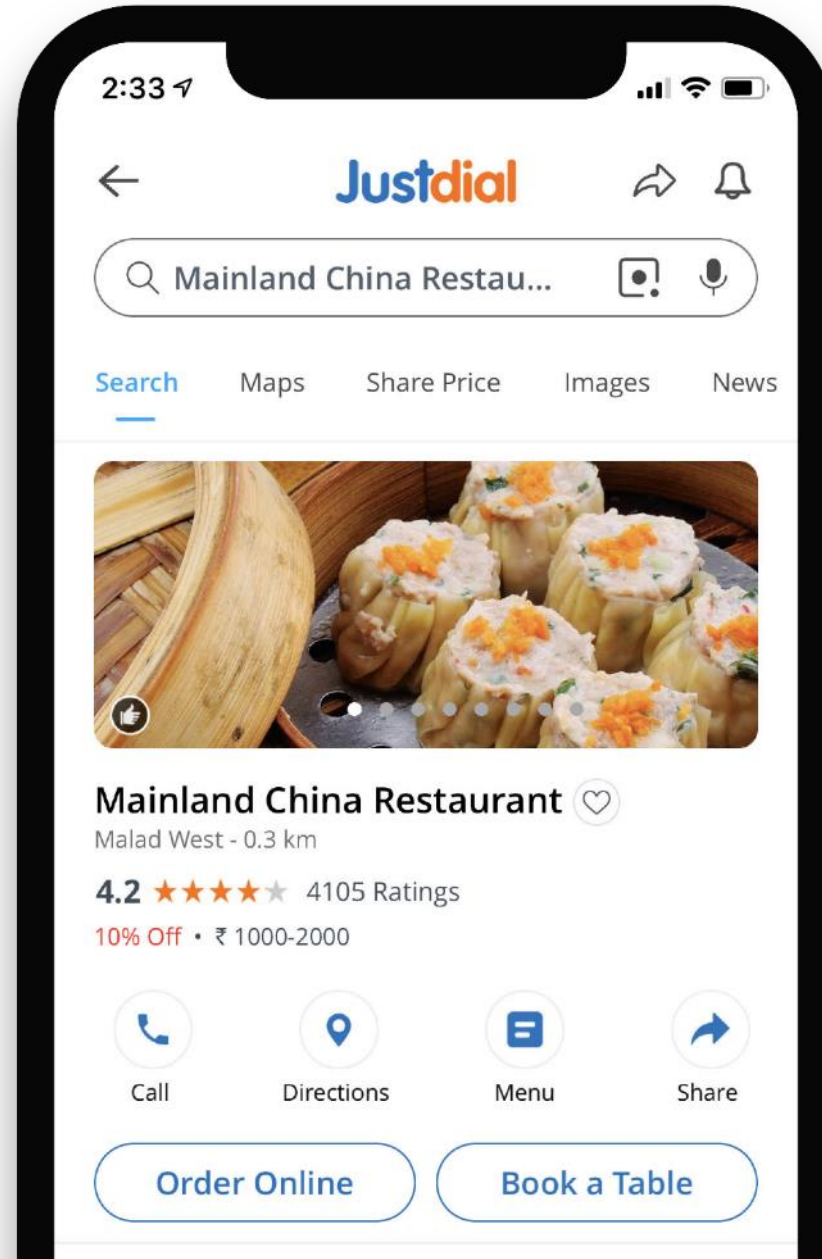 2:33
Justdial
Mainland China Restau...
Search Maps Share Price Images News
Mainland China Restaurant
Malad West - 0.3 km
4.2 4105 Ratings
10% Off • ₹ 1000-2000
Call Directions Menu Share
Order Online Book a Table